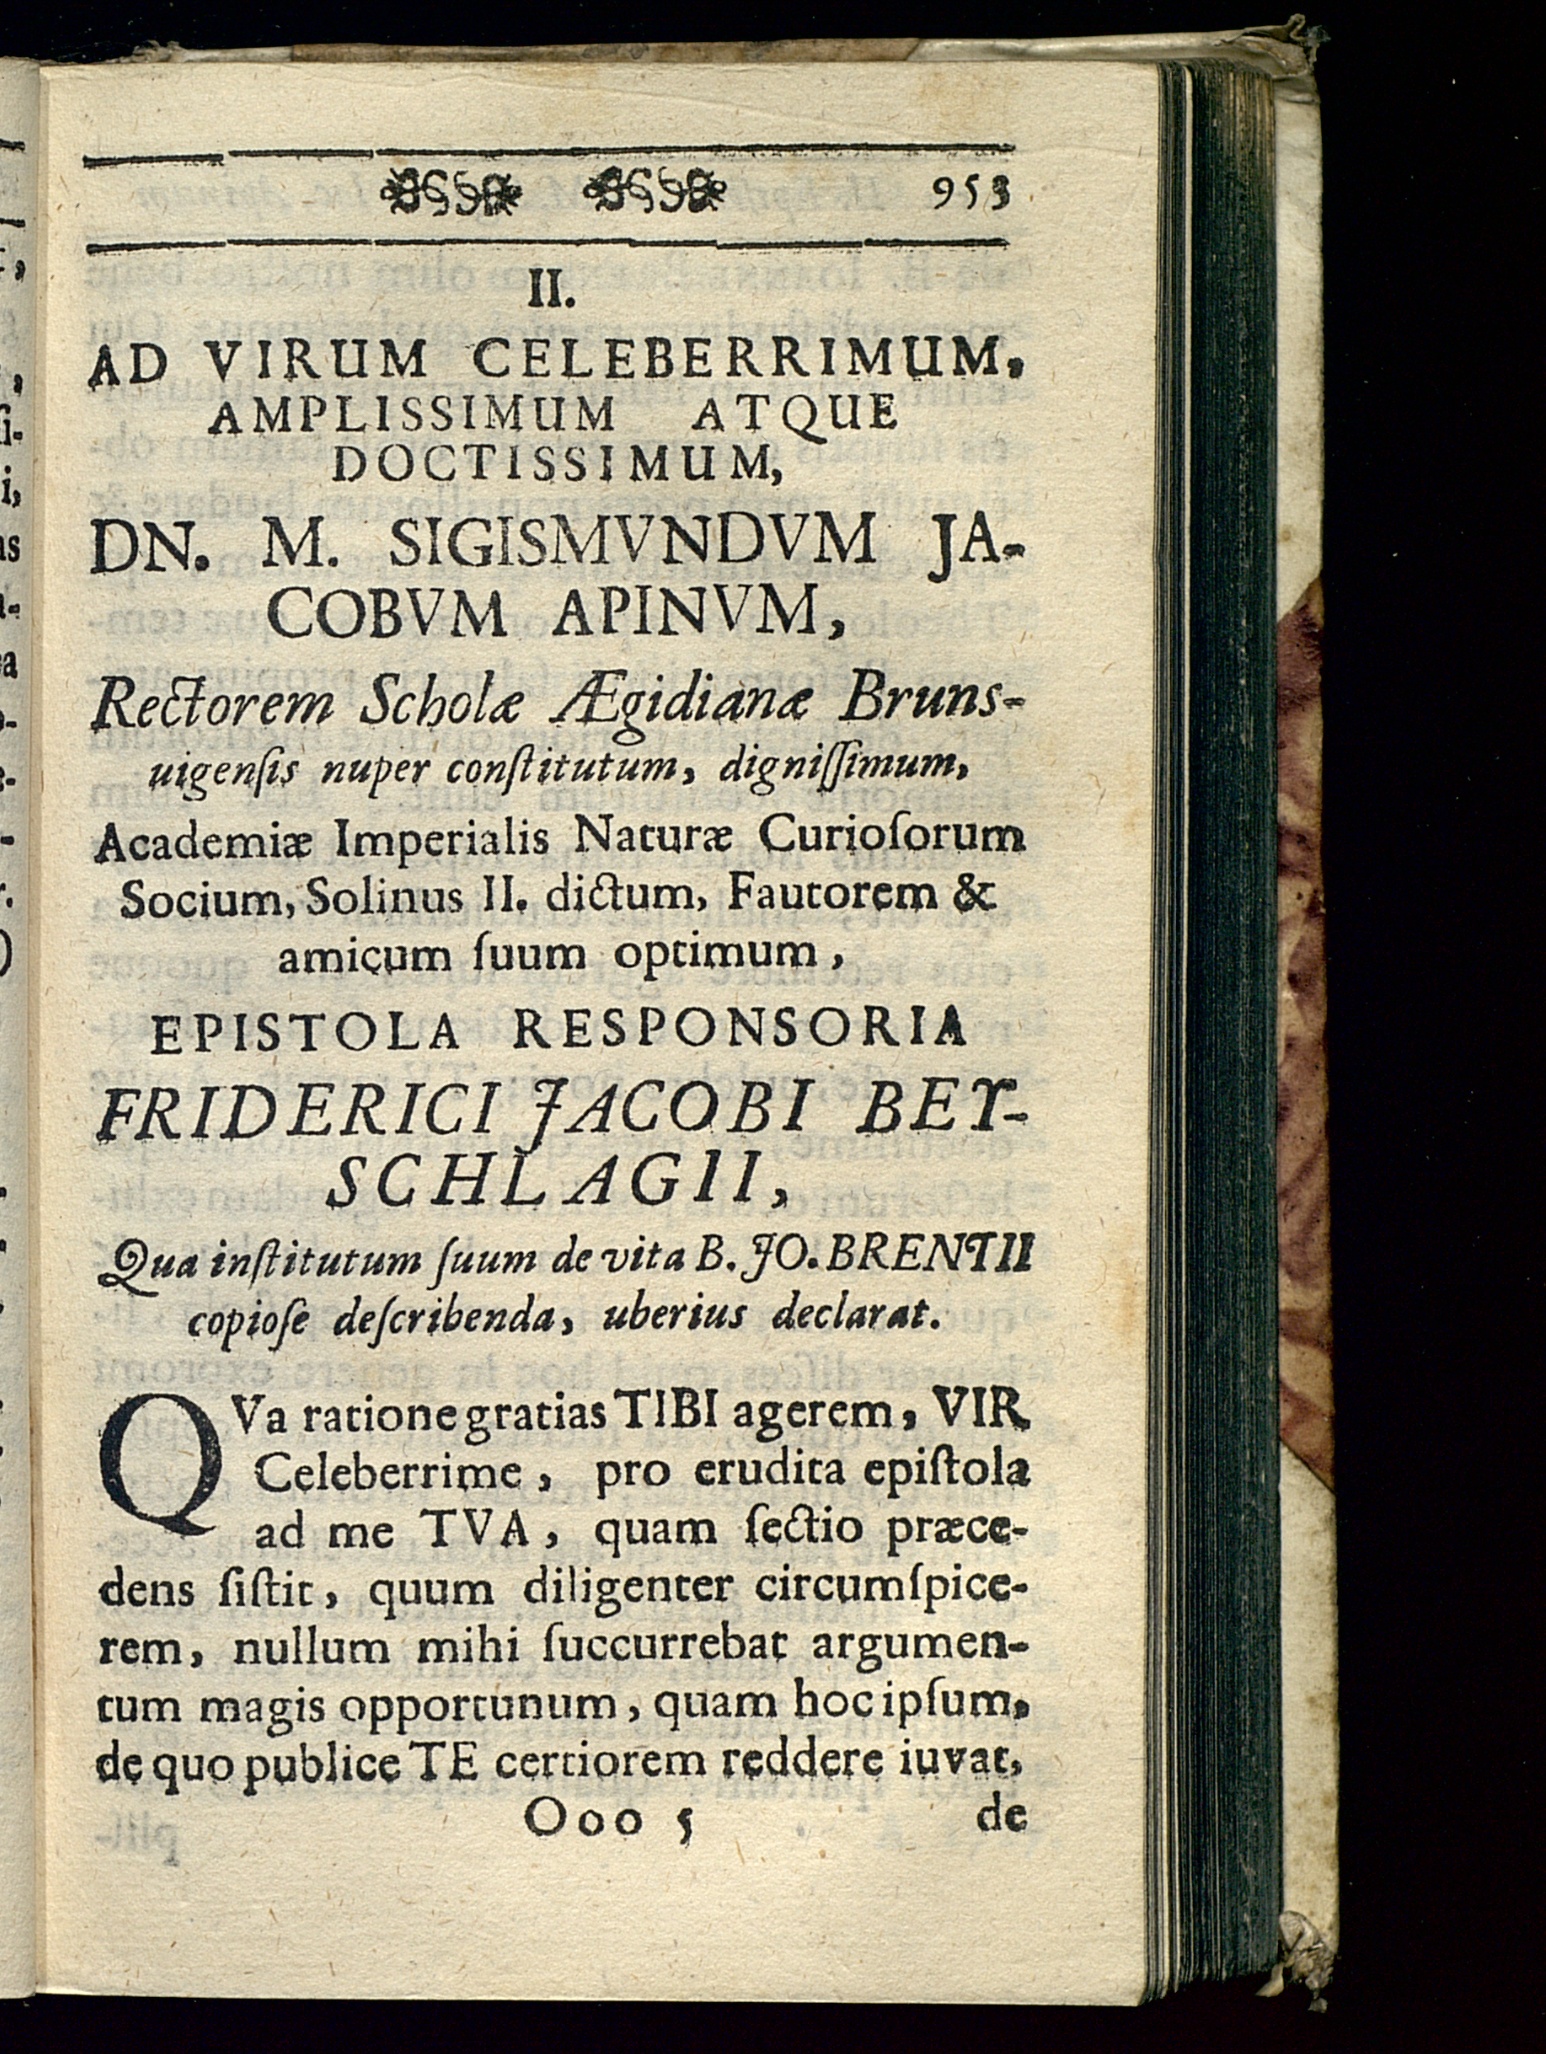 953
II.
AD VIRUM CELEBERRIMUM,
AMPLISSIMUM ATQUE
DOCTISSIMUM,
DN. M. SIGISMVNDVM JA-
COBVM APINVM,
Rectorem Scholæ Ægidianæ Bruns-
uigenſis nuper conſtitutum, digniſſimum,
Academiæ Imperialis Naturæ Curioſorum
Socium, Solinus II. dictum, Fautorem &
amicum ſuum optimum,
EPISTOLA RESPONSORIA
FRIDERICI JACOBI BEY-
SCHLAGII,
Qua inſtitutum ſuum de vita B. JO. BRENTII
copioſe deſcribenda, uberius declarat.
QVa ratione gratias TIBI agerem, VIR
Celeberrime, pro erudita epiſtola
ad me TVA, quam ſectio præce-
dens ſiſtit, quum diligenter circumſpice-
rem, nullum mihi ſuccurrebat argumen-
tum magis opportunum, quam hoc ipſum,
de quo publice TE certiorem reddere iuvat,
Ooo 5 de